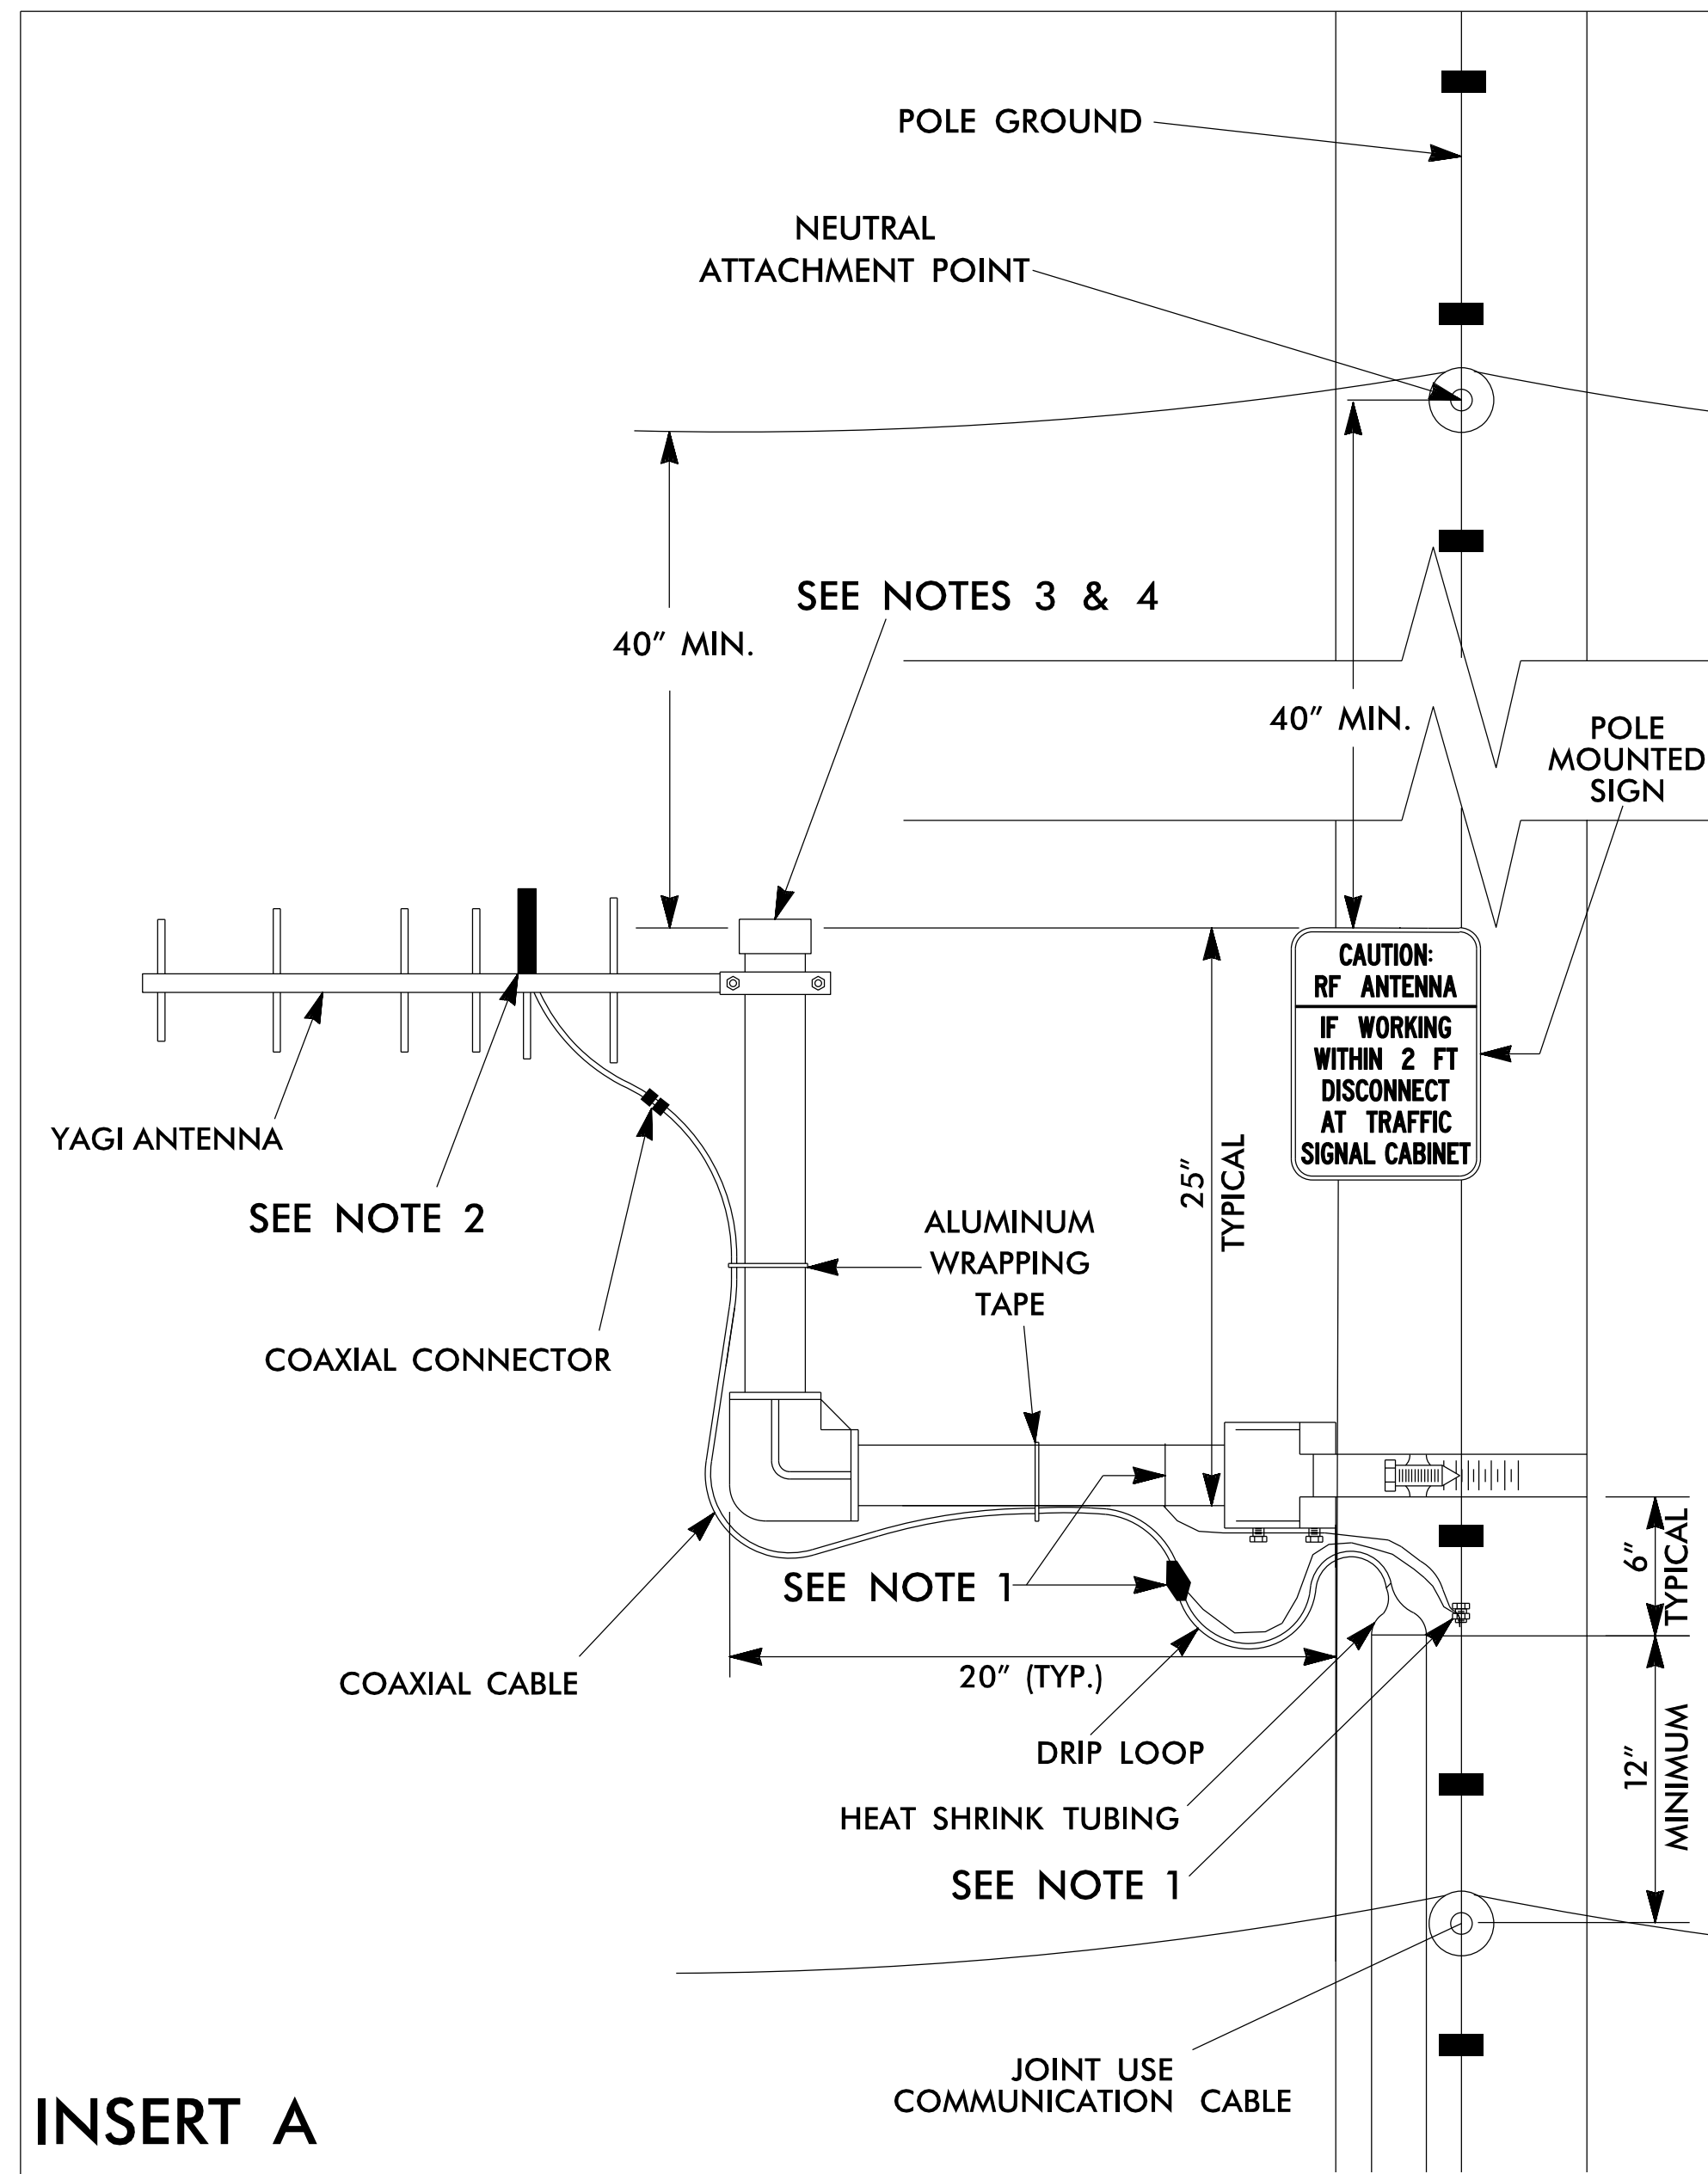 POLE GROUND
NEUTRAL
ATTACHMENT POINT
SEE NOTES 3 & 4
40" MIN.
40" MIN.
POLE
MOUNTED
SIGN
CAUTION:
RF ANTENNA
IF WORKING
WITHIN 2 FT
DISCONNECT
AT TRAFFIC
SIGNAL CABINET
YAGI ANTENNA
SEE NOTE 2
25"
TYPICAL
ALUMINUM
WRAPPING
TAPE
COAXIAL CONNECTOR
SEE NOTE 1
6"
TYPICAL
COAXIAL CABLE
20" (TYP.)
DRIP LOOP
12"
MINIMUM
HEAT SHRINK TUBING
SEE NOTE 1
JOINT USE
COMMUNICATION CABLE
INSERT A